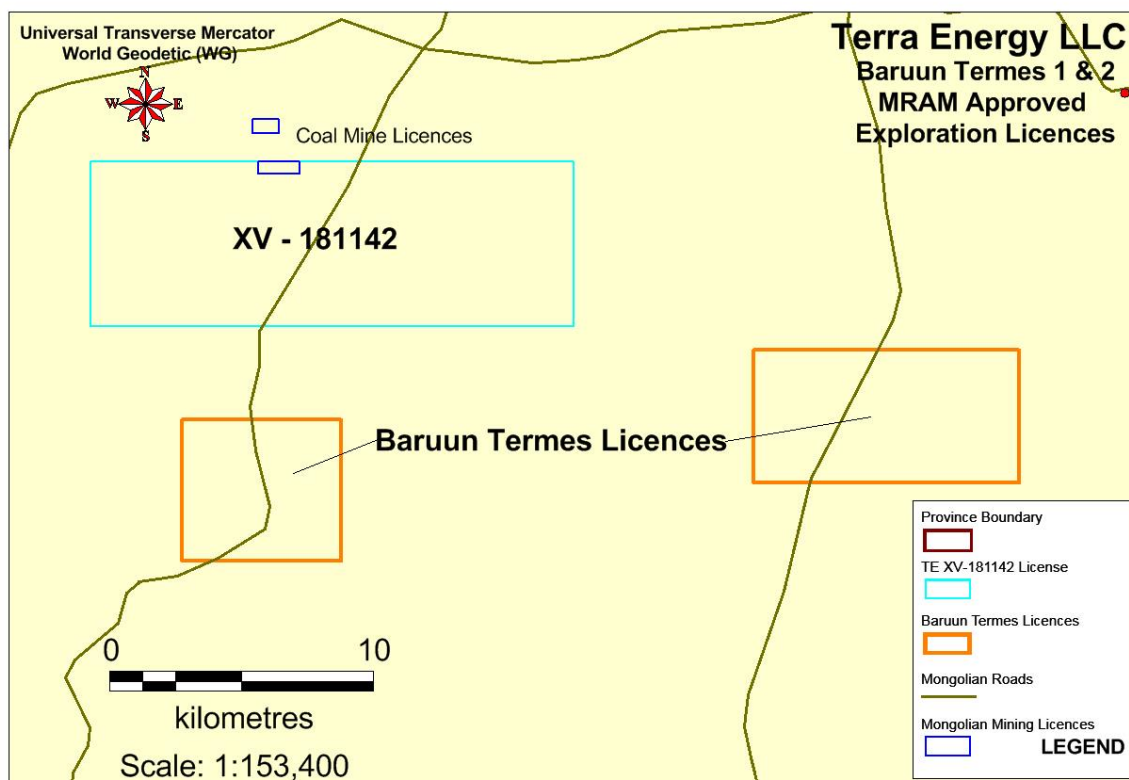 Universal Transverse Mercator
World Geodetic (WG)
N
W
E
S
Terra Energy LLC
Baruun Termes 1 & 2
MRAM Approved
Exploration Licences
Coal Mine Licences
XV - 181142
Baruun Termes Licences
0 10
kilometres
Scale: 1:153,400
Province Boundary
TE XV-181142 License
Baruun Termes Licences
Mongolian Roads
Mongolian Mining Licences
LEGEND